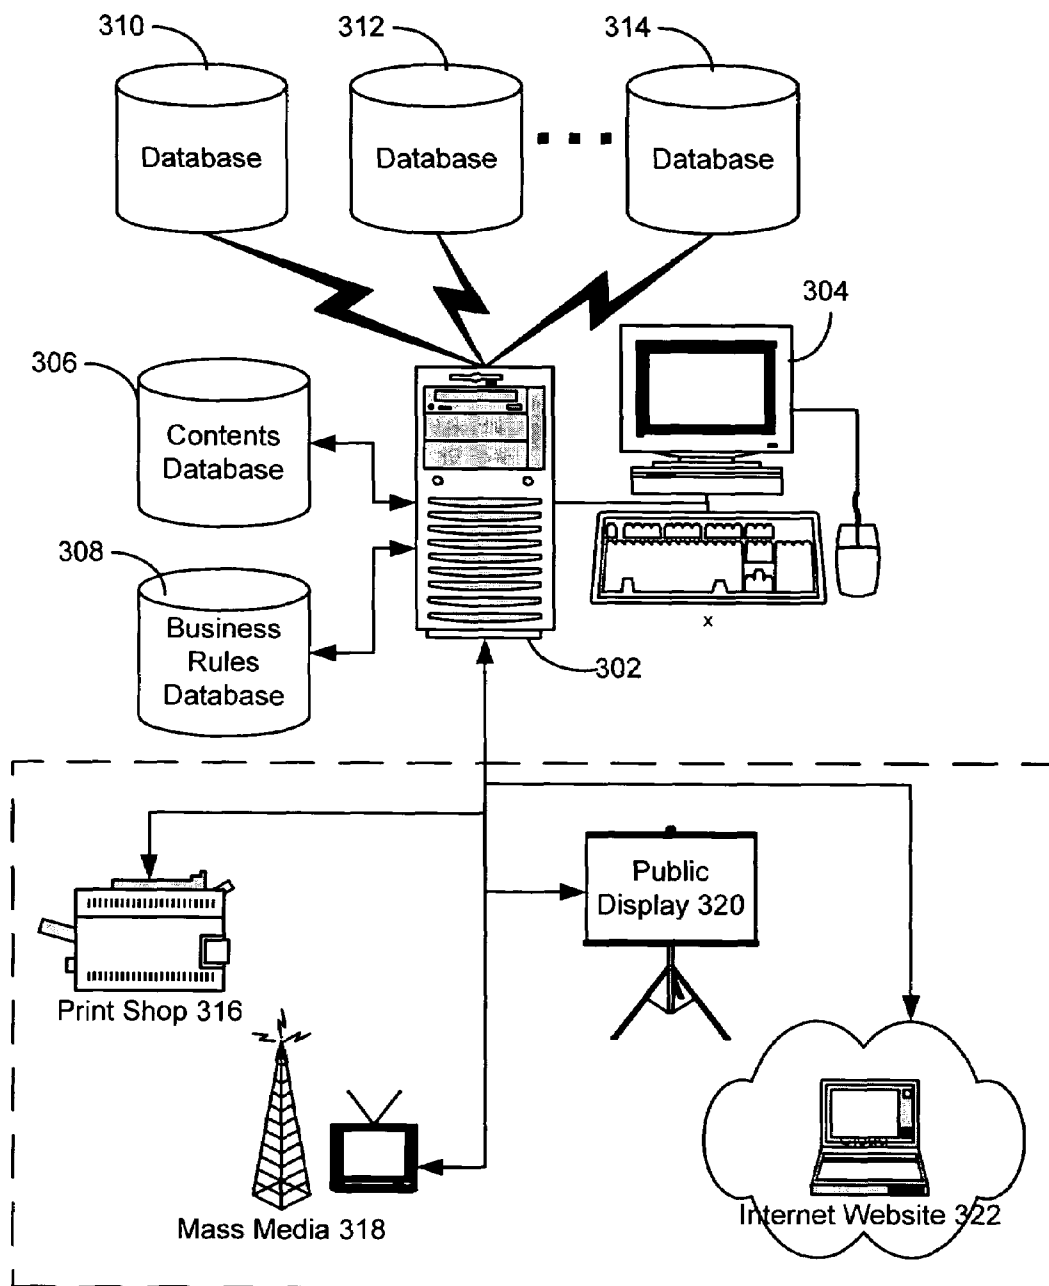 310
312
314
Database
Database
Database
304
306
Contents
Database
308
Business
Rules
Database
302
x
Public
Display 320
Print Shop 316
Mass Media 318
Internet Website 322